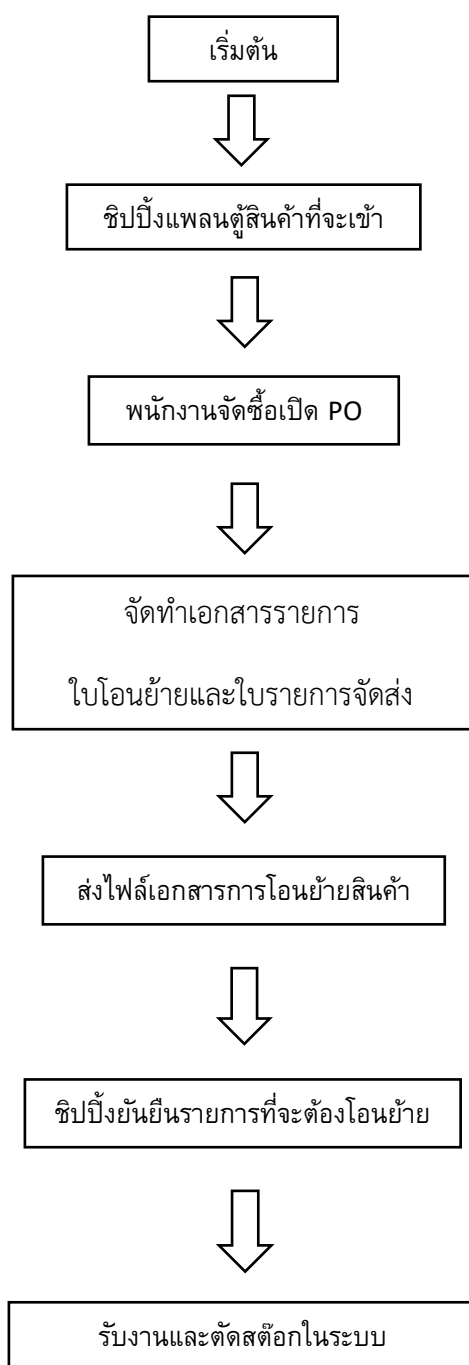 เริ่มต้น
ชิปปิ้งแพลนตู้สินค้าที่จะเข้า
พนักงานจัดซื้อเปิด PO
จัดทำเอกสารรายการ
ใบโอนย้ายและใบรายการจัดส่ง
ส่งไฟล์เอกสารการโอนย้ายสินค้า
ชิปปิ้งยันยืนรายการที่จะต้องโอนย้าย
รับงานและตัดสต๊อกในระบบ